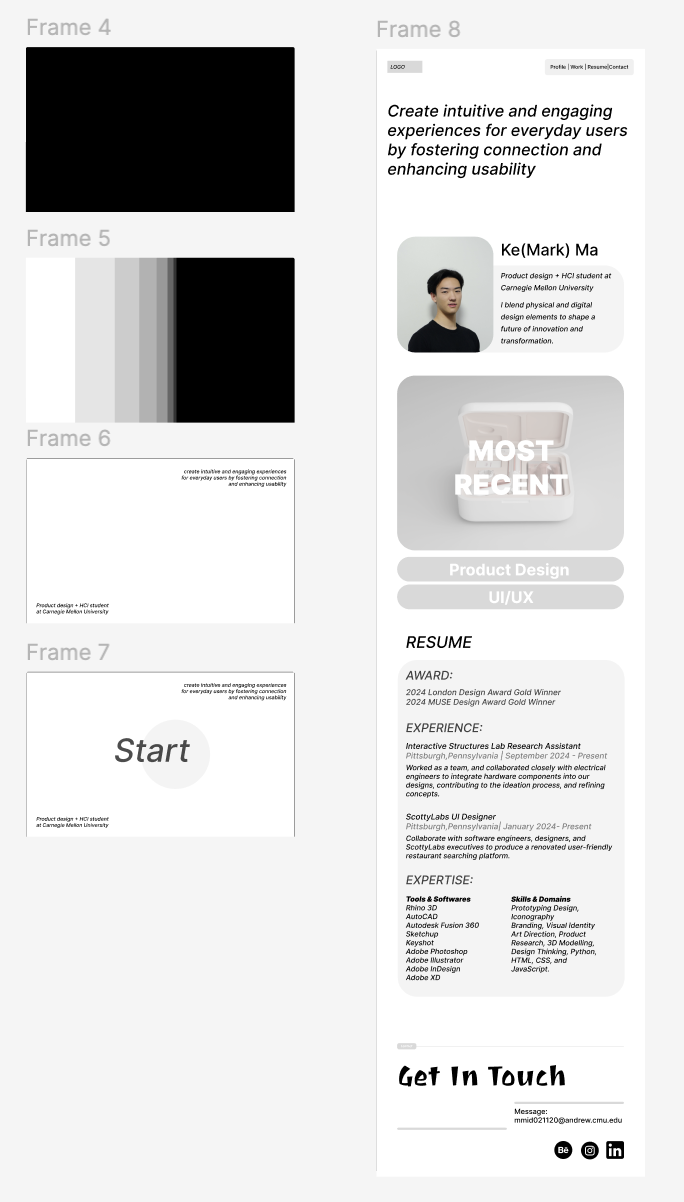 Frame 4
Frame 5
Frame 6
create intuitive and engaging experiences
for everyday users by fostering connection
and enhancing usability
Product design + HCI student
at Carnegie Mellon University
Frame 7
create intuitive and engaging experiences
for everyday users by fostering connection
and enhancing usability
Start
Product design + HCI student
at Carnegie Mellon University
Frame 8
LOGO
Profile | Work | Resume|Contact
Create intuitive and engaging
experiences for everyday users
by fostering connection and
enhancing usability
Ke(Mark) Ma
Product design + HCI student at
Carnegie Mellon University
I blend physical and digital
design elements to shape a
future of innovation and
transformation.
MOST
RECENT
Product Design
UI/UX
RESUME
AWARD:
2024 London Design Award Gold Winner
2024 MUSE Design Award Gold Winner
EXPERIENCE:
Interactive Structures Lab Research Assistant
Pittsburgh,Pennsylvania | September 2024 - Present
Worked as a team, and collaborated closely with electrical
engineers to integrate hardware components into our
designs, contributing to the ideation process, and refining
concepts.
ScottyLabs UI Designer
Pittsburgh,Pennsylvania| January 2024- Present
Collaborate with software engineers, designers, and
ScottyLabs executives to produce a renovated user-friendly
restaurant searching platform.
EXPERTISE:
Tools & Softwares
Rhino 3D
AutoCAD
Autodesk Fusion 360
Sketchup
Keyshot
Adobe Photoshop
Adobe Illustrator
Adobe InDesign
Adobe XD
Skills & Domains
Prototyping Design,
Iconography
Branding, Visual Identity
Art Direction, Product
Research, 3D Modelling,
Design Thinking, Python,
HTML, CSS, and
JavaScript.
Get In Touch
Message:
mmid021120@andrew.cmu.edu
Bē
in